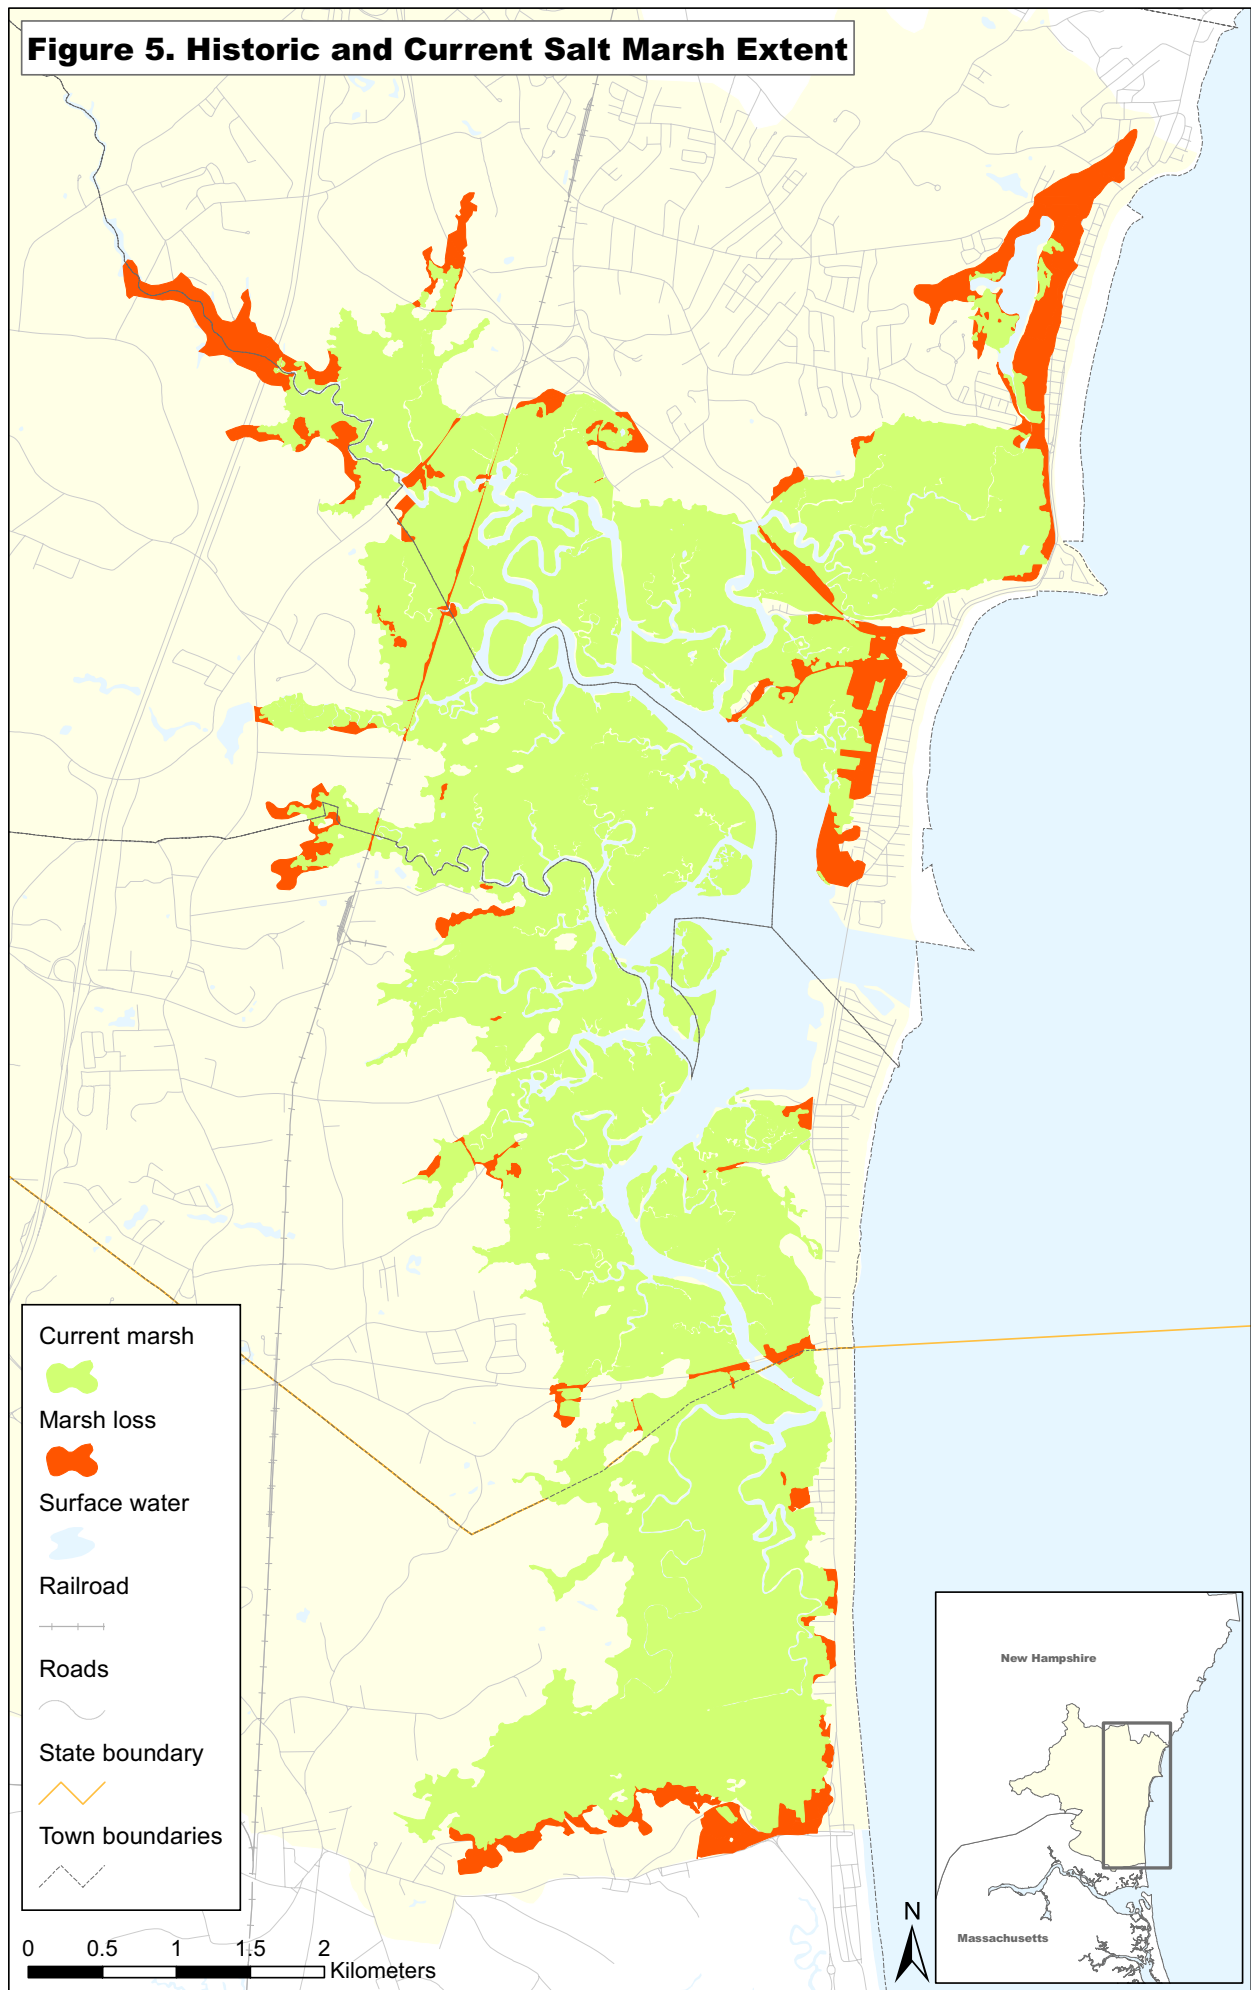 Figure 5. Historic and Current Salt Marsh Extent
Current marsh
Marsh loss
Surface water
Railroad
Roads
State boundary
Town boundaries
0 0.5 1 1.5 2
Kilometers
N
New Hampshire
Massachusetts